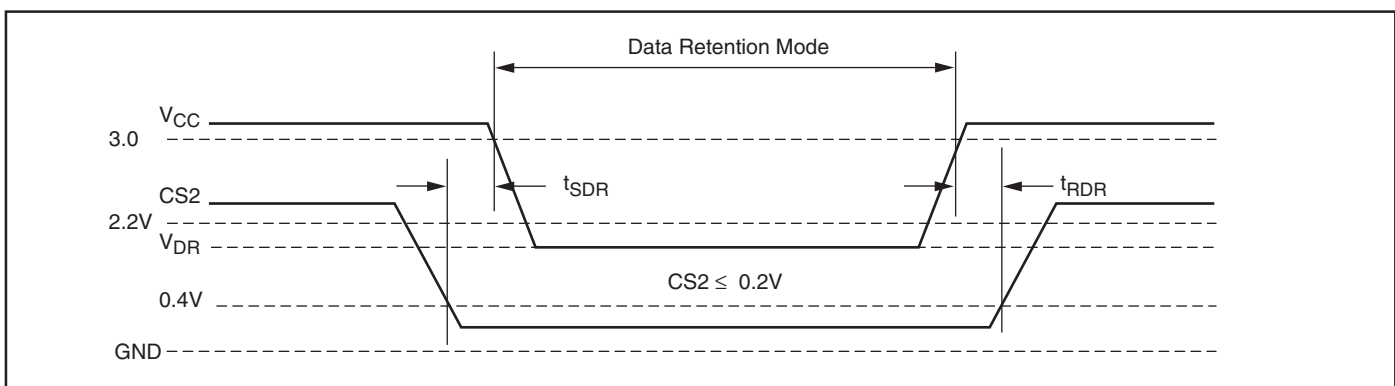 Data Retention Mode
VCC
3.0
tSDR
tRDR
CS2
2.2V
VDR
CS2 ≤ 0.2V
0.4V
GND